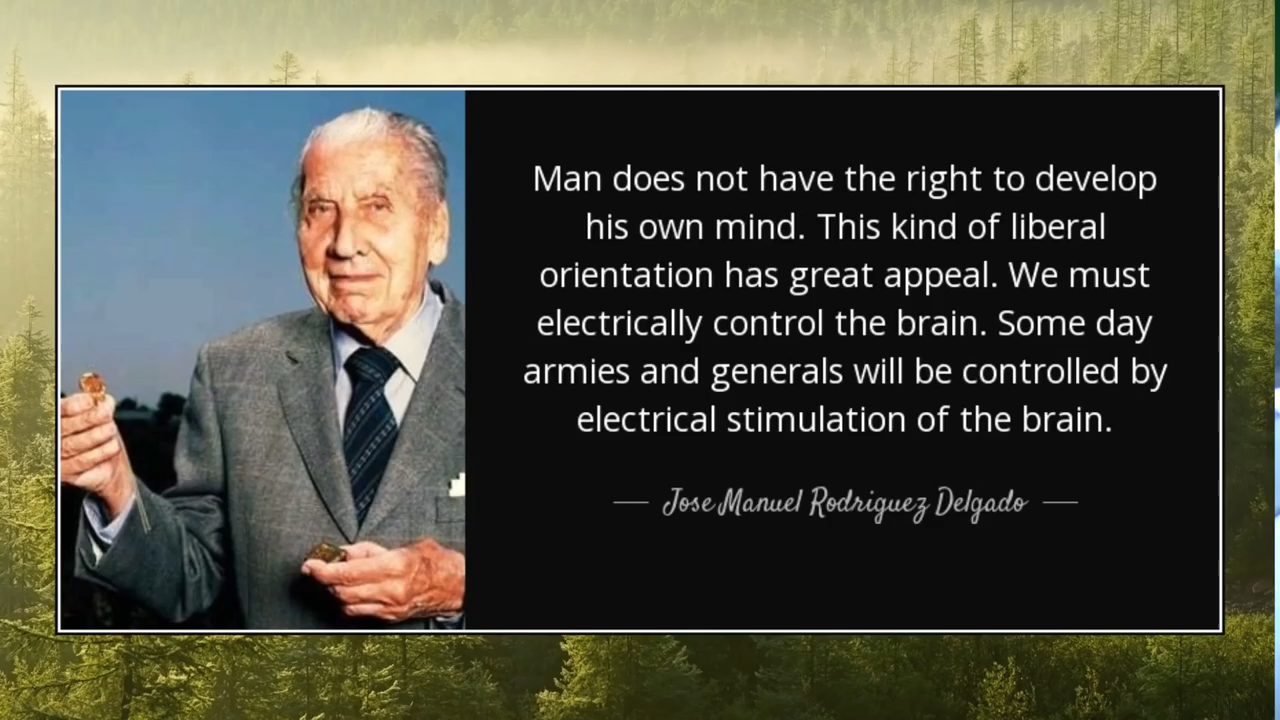 Man does not have the right to develop
his own mind. This kind of liberal
orientation has great appeal. We must
electrically control the brain. Some day
armies and generals will be controlled by
electrical stimulation of the brain.
— Jose Manuel Rodriguez Delgado —